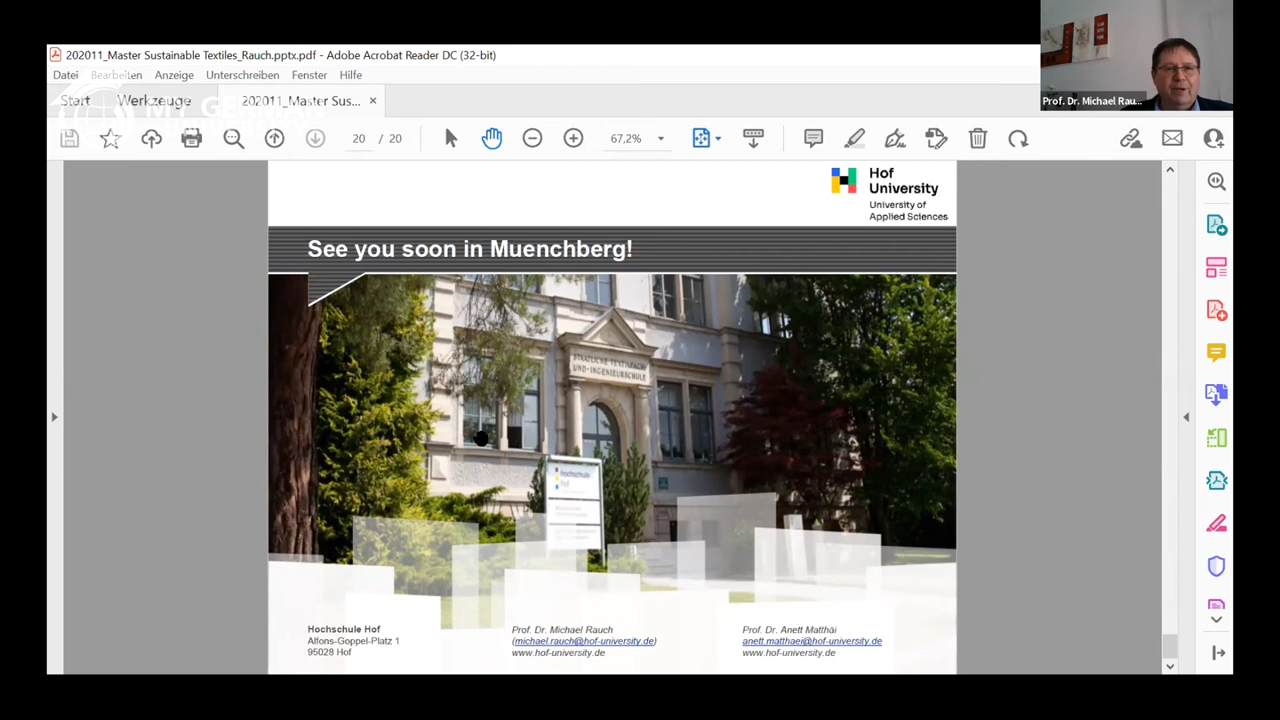 202011_Master Sustainable Textiles_Rauch.pptx.pdf - Adobe Acrobat Reader DC (32-bit)
Datei Bearbeiten Anzeige Unterschreiben Fenster Hilfe
Start Werkzeuge 202011_Master Sus...
MY GERMAN
UNIVERSITY
Prof. Dr. Michael Rau...
20 / 20 67,2%
Hof
University
University of
Applied Sciences
See you soon in Muenchberg!
STAATLICHE TEXTILFACH-
UND-INGENIEURSCHULE
hochschule
hof
Hochschule Hof
Alfons-Goppel-Platz 1
95028 Hof
Prof. Dr. Michael Rauch
(michael.rauch@hof-university.de)
www.hof-university.de
Prof. Dr. Anett Matthäi
anett.matthaei@hof-university.de
www.hof-university.de